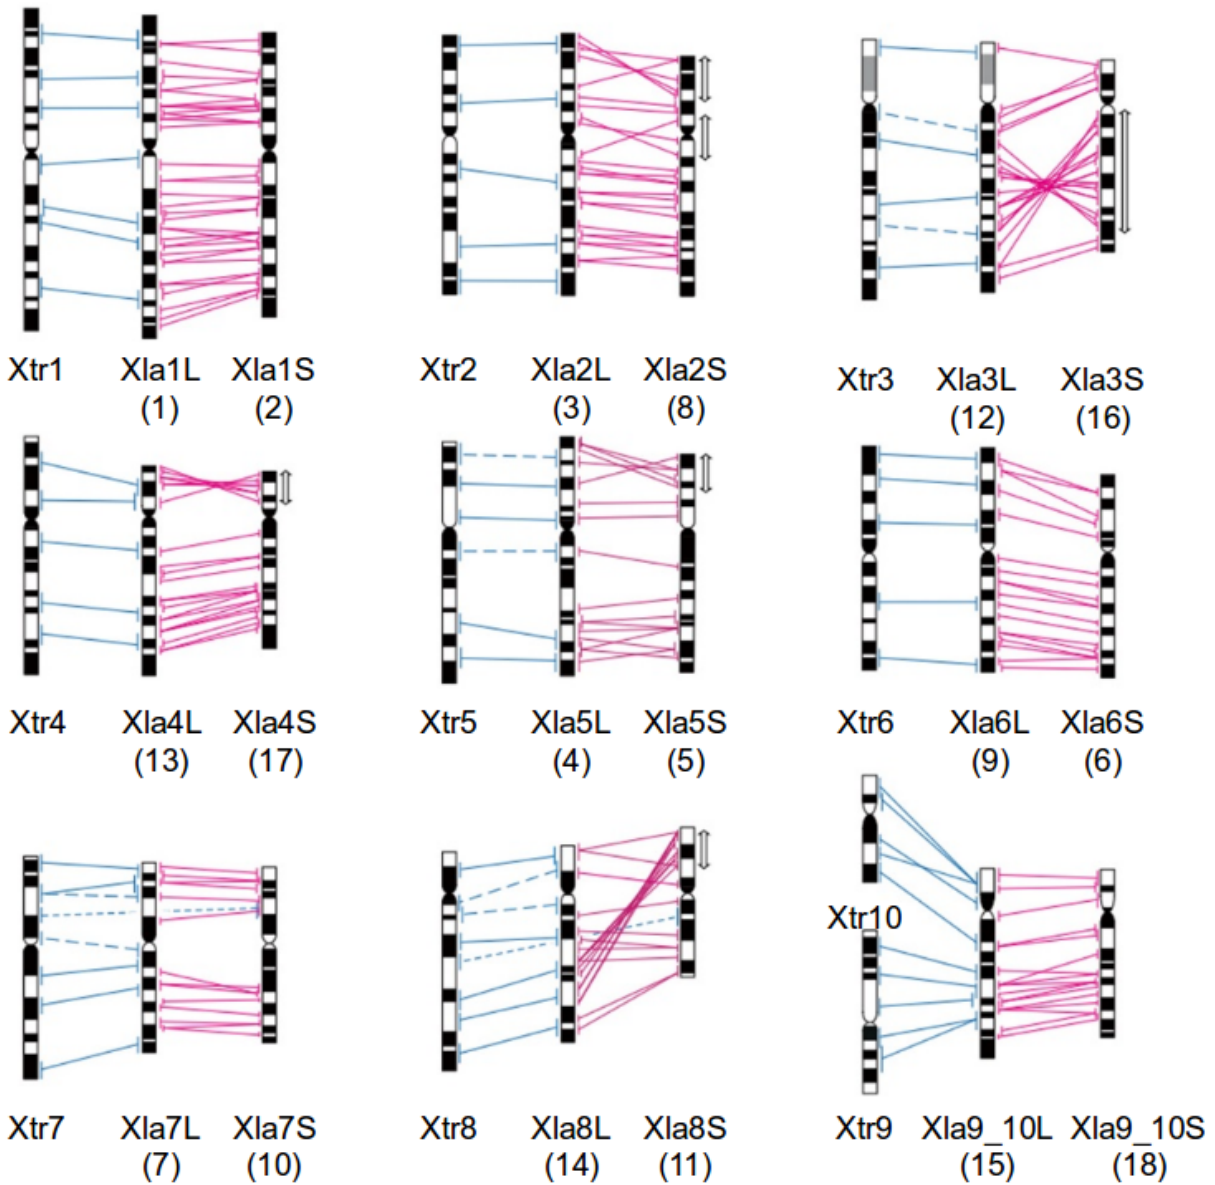 Xtr1 Xla1L Xla1S
(1) (2)
Xtr2 Xla2L Xla2S
(3) (8)
Xtr3 Xla3L Xla3S
(12) (16)
Xtr4 Xla4L Xla4S
(13) (17)
Xtr5 Xla5L Xla5S
(4) (5)
Xtr6 Xla6L Xla6S
(9) (6)
Xtr7 Xla7L Xla7S
(7) (10)
Xtr8 Xla8L Xla8S
(14) (11)
Xtr10
Xtr9 Xla9_10L Xla9_10S
(15) (18)